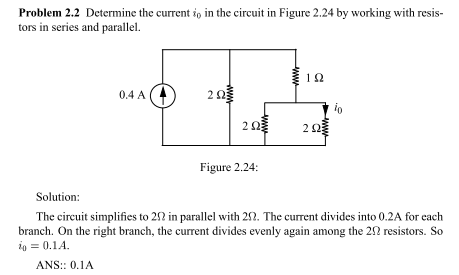 Problem 2.2 Determine the current i₀ in the circuit in Figure 2.24 by working with resis-
tors in series and parallel.
1 Ω
0.4 A
2 Ω
i₀
2 Ω
2 Ω
Figure 2.24:
Solution:
The circuit simplifies to 2Ω in parallel with 2Ω. The current divides into 0.2A for each
branch. On the right branch, the current divides evenly again among the 2Ω resistors. So
i₀ = 0.1A.
ANS:: 0.1A